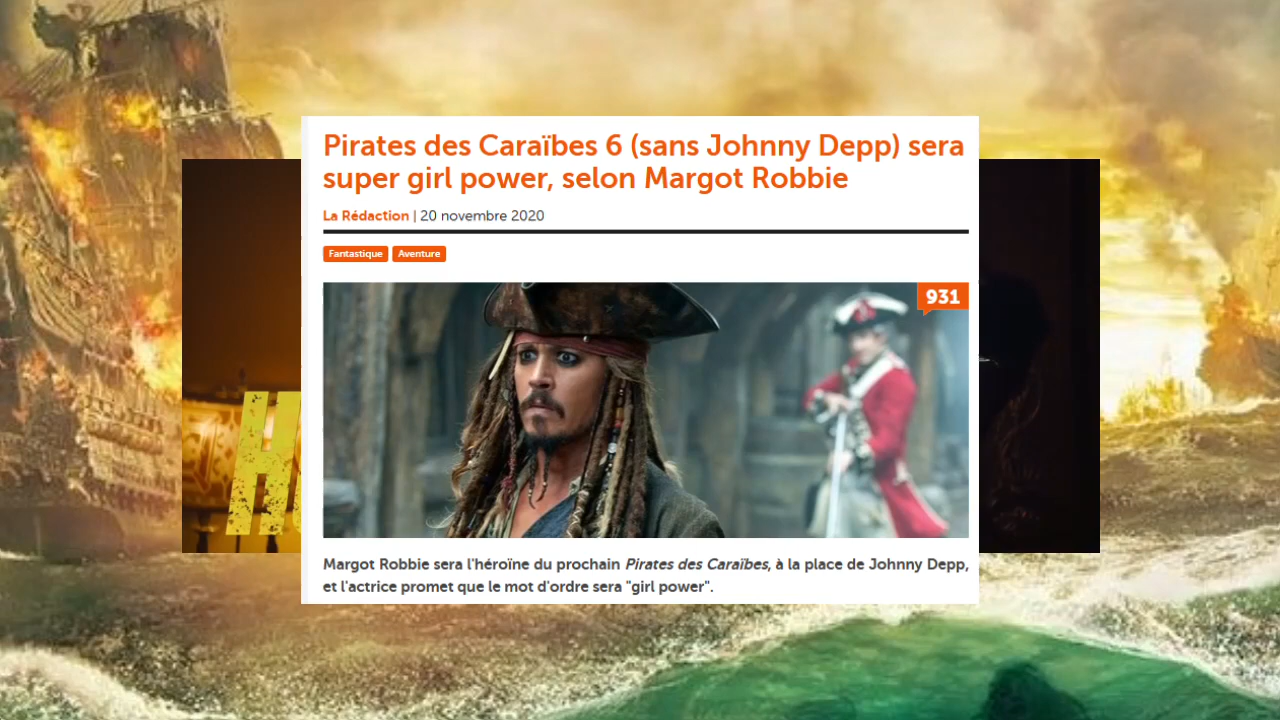 Pirates des Caraïbes 6 (sans Johnny Depp) sera
super girl power, selon Margot Robbie
La Rédaction | 20 novembre 2020
Fantastique Aventure
931
H
Margot Robbie sera l'héroïne du prochain Pirates des Caraïbes, à la place de Johnny Depp,
et l'actrice promet que le mot d'ordre sera "girl power".